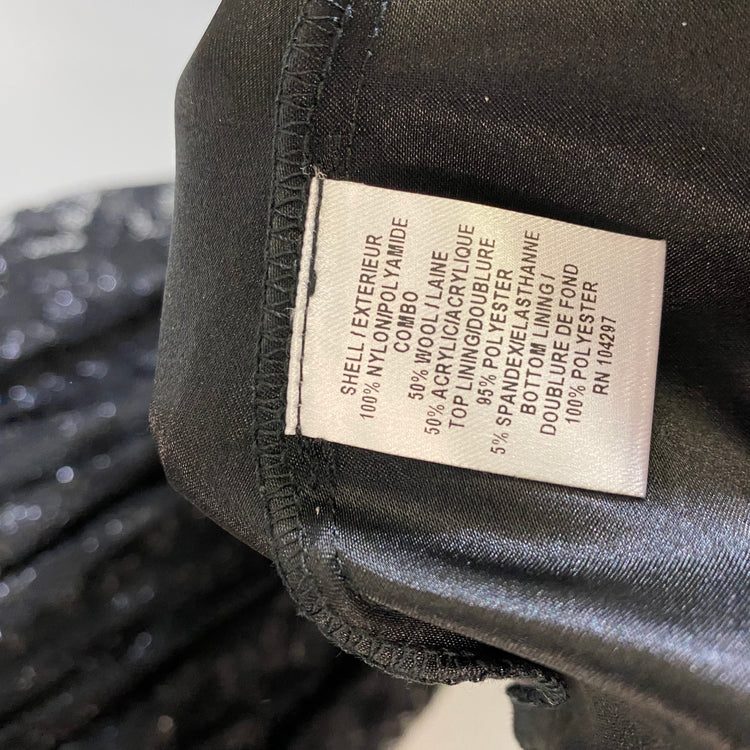 SHELL / EXTERIEUR
100% NYLON/POLYAMIDE
COMBO
50% WOOL / LAINE
50% ACRYLIC/ACRYLIQUE
TOP LINING/DOUBLURE
95% POLYESTER
5% SPANDEX/ELASTHANNE
BOTTOM LINING /
DOUBLURE DE FOND
100% POLYESTER
RN 104297